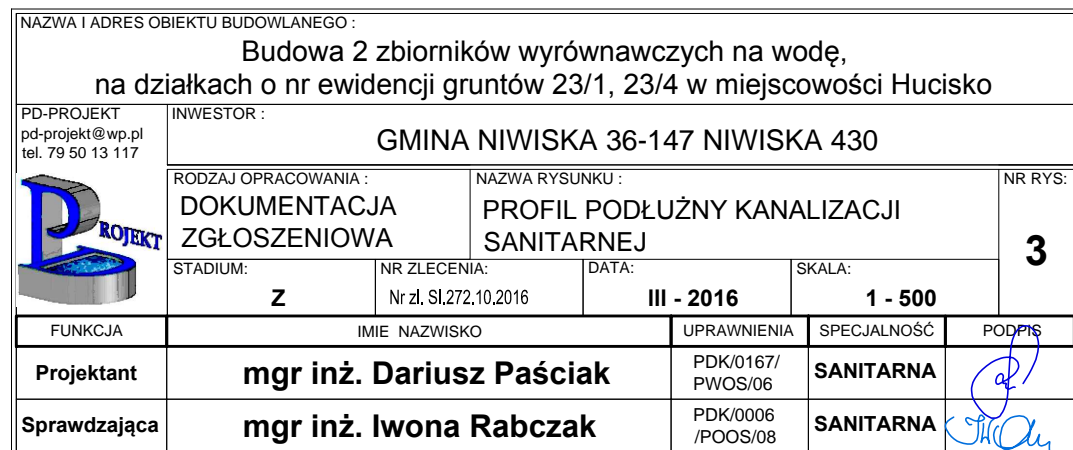 NAZWA I ADRES OBIEKTU BUDOWLANEGO :
Budowa 2 zbiorników wyrównawczych na wodę,
na działkach o nr ewidencji gruntów 23/1, 23/4 w miejscowości Hucisko
PD-PROJEKT
pd-projekt@wp.pl
tel. 79 50 13 117
INWESTOR :
GMINA NIWISKA 36-147 NIWISKA 430
PROJEKT
RODZAJ OPRACOWANIA :
DOKUMENTACJA
ZGŁOSZENIOWA
NAZWA RYSUNKU :
PROFIL PODŁUŻNY KANALIZACJI
SANITARNEJ
NR RYS:
3
STADIUM:
Z
NR ZLECENIA:
Nr zl. SI.272.10.2016
DATA:
III - 2016
SKALA:
1 - 500
FUNKCJA IMIE NAZWISKO UPRAWNIENIA SPECJALNOŚĆ PODPIS
Projektant mgr inż. Dariusz Paściak PDK/0167/
PWOS/06
SANITARNA
Sprawdzająca mgr inż. Iwona Rabczak PDK/0006
/POOS/08
SANITARNA